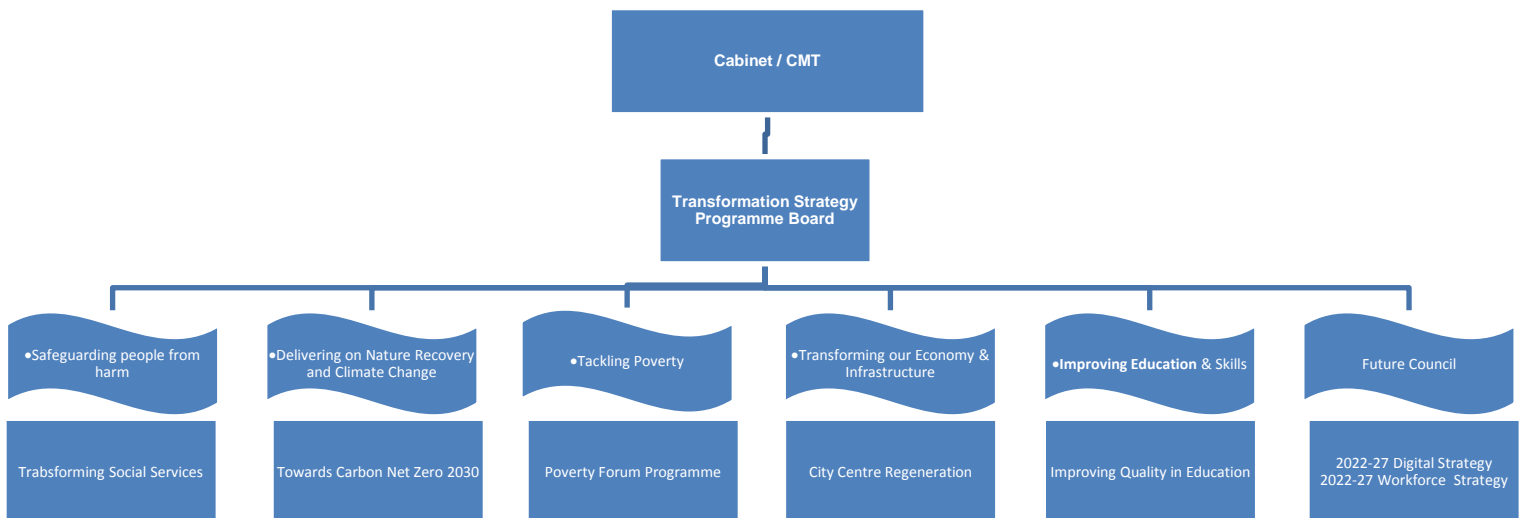 Cabinet / CMT
Transformation Strategy
Programme Board
•Safeguarding people from
harm
•Delivering on Nature Recovery
and Climate Change
•Tackling Poverty
•Transforming our Economy &
Infrastructure
•Improving Education & Skills
Future Council
Trabsforming Social Services
Towards Carbon Net Zero 2030
Poverty Forum Programme
City Centre Regeneration
Improving Quality in Education
2022-27 Digital Strategy
2022-27 Workforce  Strategy